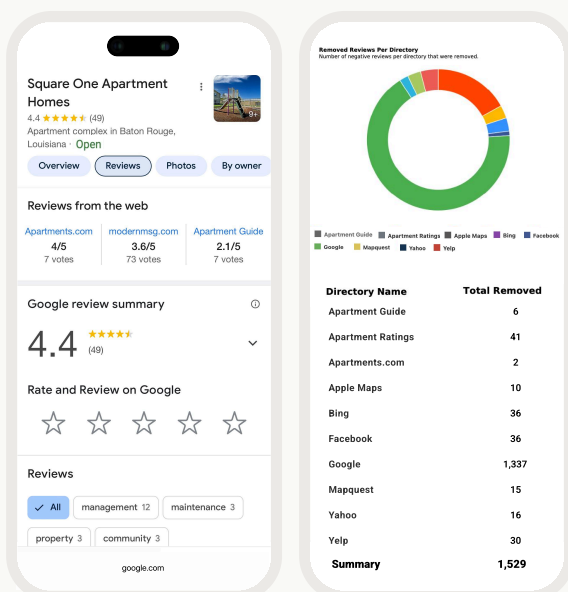 Square One Apartment
Homes
4.4 ★★★★★ (49)
Apartment complex in Baton Rouge,
Louisiana · Open
9+
Overview Reviews Photos By owner
Reviews from the web
Apartments.com modernmsg.com Apartment Guide
4/5 3.6/5 2.1/5
7 votes 73 votes 7 votes
Google review summary
4.4 ★★★★★
(49)
Rate and Review on Google
Reviews
✓ All management 12 maintenance 3
property 3 community 3
google.com
Removed Reviews Per Directory
Number of negative reviews per directory that were removed.
Apartment Guide Apartment Ratings Apple Maps Bing Facebook
Google Mapquest Yahoo Yelp
Directory Name Total Removed
Apartment Guide 6
Apartment Ratings 41
Apartments.com 2
Apple Maps 10
Bing 36
Facebook 36
Google 1,337
Mapquest 15
Yahoo 16
Yelp 30
Summary 1,529